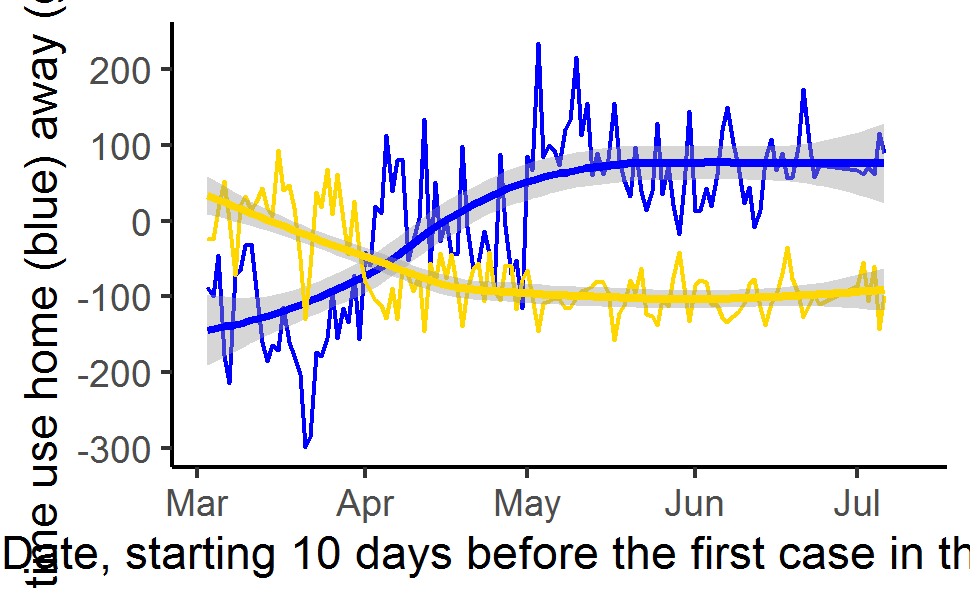 time use home (blue) away (
200
100
0
-100
-200
-300
Mar Apr May Jun Jul
Date, starting 10 days before the first case in th